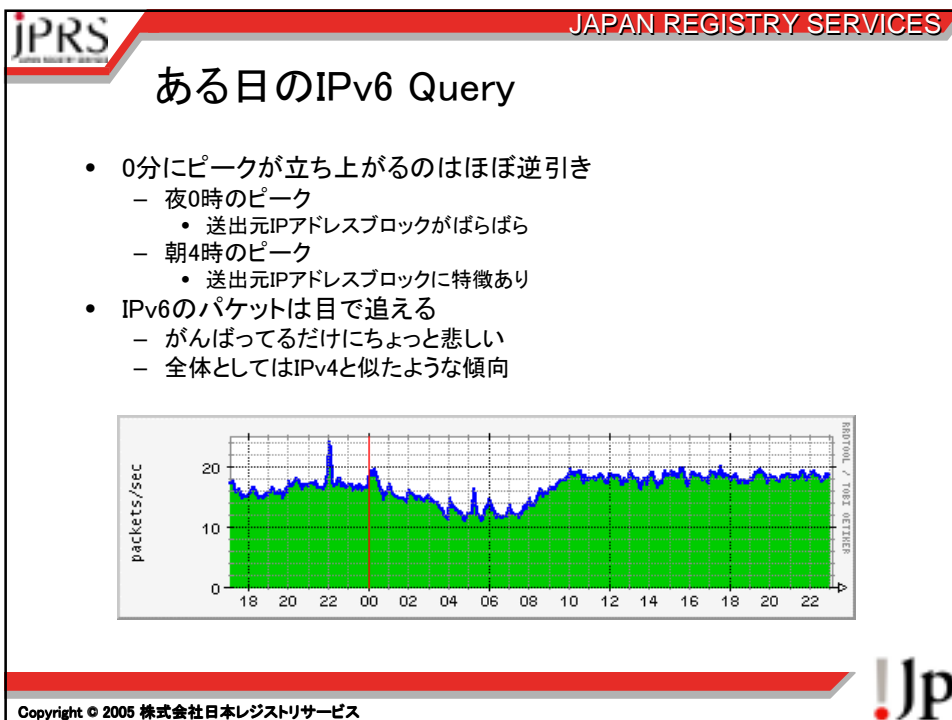 JPRS
JAPAN REGISTRY SERVICES
JAPAN REGISTRY SERVICES
ある日のIPv6 Query
• 0分にピークが立ち上がるのはほぼ逆引き
– 夜0時のピーク
• 送出元IPアドレスブロックがばらばら
– 朝4時のピーク
• 送出元IPアドレスブロックに特徴あり
• IPv6のパケットは目で追える
– がんばってるだけにちょっと悲しい
– 全体としてはIPv4と似たような傾向
packets/sec
20
10
0
18 20 22 00 02 04 06 08 10 12 14 16 18 20 22
RRDTOOL / TOBI OETIKER
Copyright © 2005 株式会社日本レジストリサービス
!Jp